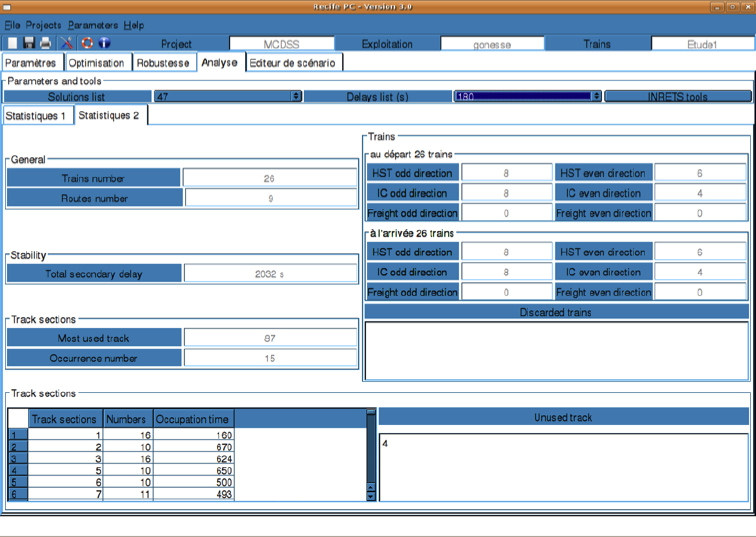 Recife PC - Version 3.0
File Projects Parameters Help
Project MCDSS Exploitation gonesse Trains Etude1
Paramètres Optimisation Robustesse Analyse Editeur de scénario
Parameters and tools
Solutions list 47 Delays list (s) 180 INRETS tools
Statistiques 1 Statistiques 2
General
Trains number 26
Routes number 9
Stability
Total secondary delay 2032 s
Track sections
Most used track 87
Occurrence number 15
Trains
au départ 26 trains
HST odd direction 8 HST even direction 6
IC odd direction 8 IC even direction 4
Freight odd direction 0 Freight even direction 0
à l'arrivée 26 trains
HST odd direction 8 HST even direction 6
IC odd direction 8 IC even direction 4
Freight odd direction 0 Freight even direction 0
Discarded trains
Track sections
Track sections Numbers Occupation time
1 1 16 160
2 2 10 670
3 3 16 624
4 5 10 650
5 6 10 500
6 7 11 493
Unused track
4